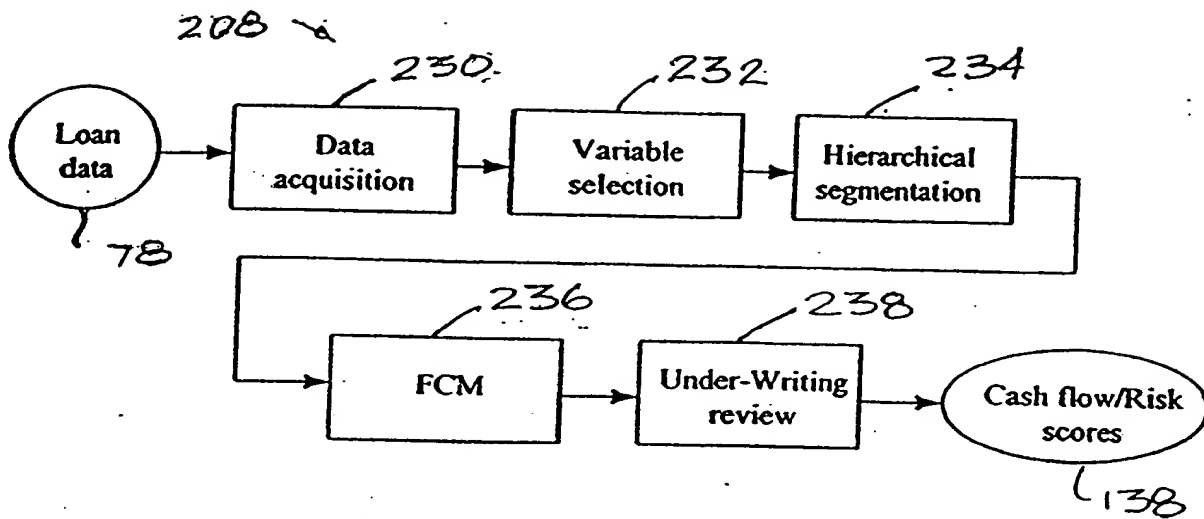 208
230
232
234
Loan
data
Data
acquisition
Variable
selection
Hierarchical
segmentation
78
236
238
FCM
Under-Writing
review
Cash flow/Risk
scores
138